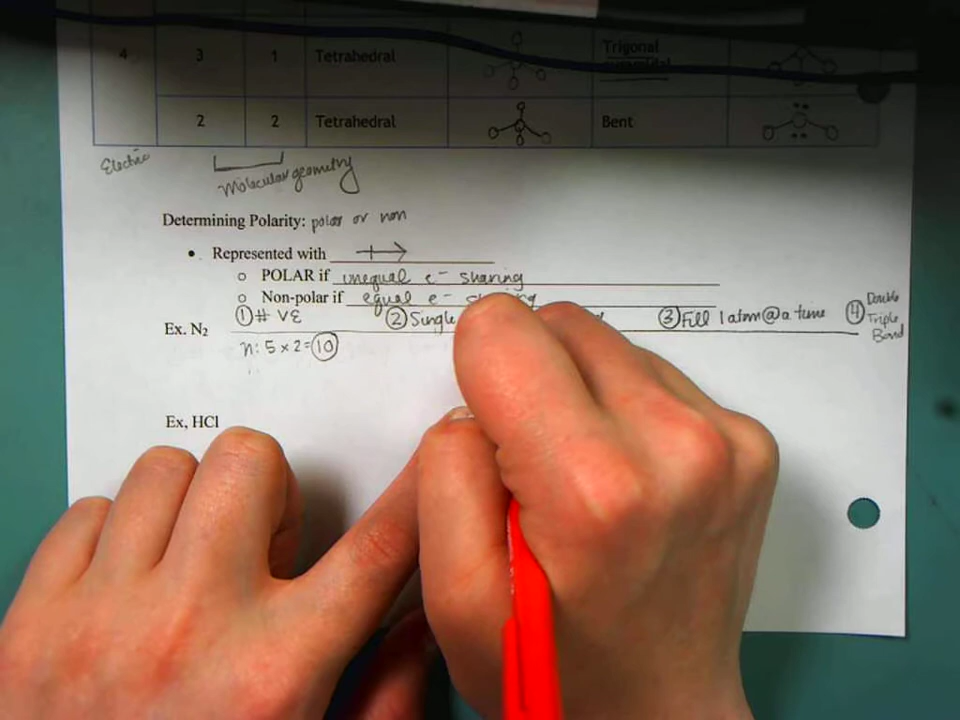 4 3 1 Tetrahedral Trigonal
2 2 Tetrahedral Bent
Molecular geometry
Determining Polarity: polar or non
• Represented with
o POLAR if unequal e- sharing
o Non-polar if equal e-
① # VE ② Single ③ Fill 1 atom @ a time ④ Double
Triple
Bond
Ex. N₂
N: 5 x 2 = 10
Ex, HCl